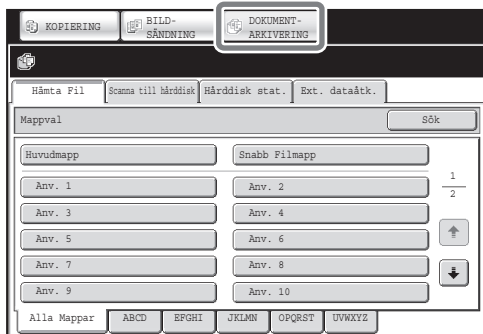 KOPIERING
BILD-
SÄNDNING
DOKUMENT-
ARKIVERING
Hämta Fil
Scanna till hårddisk
Hårddisk stat.
Ext. dataåtk.
Mappval
Sök
Huvudmapp
Snabb Filmapp
Anv. 1
Anv. 2
Anv. 3
Anv. 4
Anv. 5
Anv. 6
Anv. 7
Anv. 8
Anv. 9
Anv. 10
1
2
Alla Mappar
ABCD
EFGHI
JKLMN
OPQRST
UVWXYZ